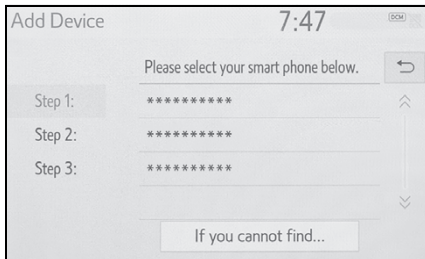 Add Device 7:47 DCM
Please select your smart phone below.
Step 1: **********
Step 2: **********
Step 3: **********
If you cannot find...